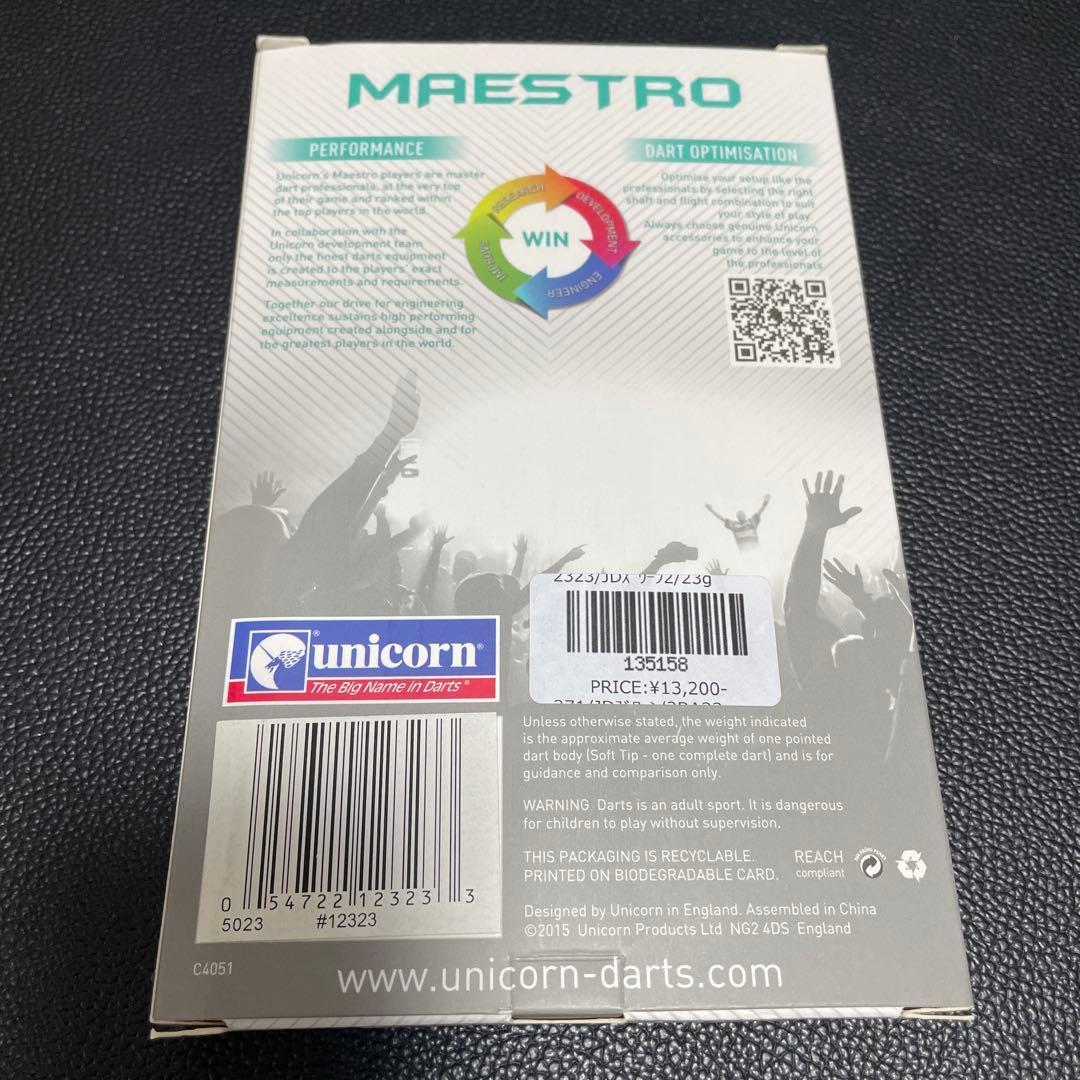 MAESTRO
PERFORMANCE
Unicorn's Maestro players are master
dart professionals, at the very top
of their game and ranked within
the top players in the world.
In collaboration with the
Unicorn development team
only the finest darts equipment
is created to the players' exact
measurements and requirements.
Together our drive for engineering
excellence sustains high performing
equipment created alongside and for
the greatest players in the world.
RESEARCH
DEVELOPMENT
ENGINEER
IMPROVE
WIN
DART OPTIMISATION
Optimise your setup like the
professionals by selecting the right
shaft and flight combination to suit
your style of play.
Always choose genuine Unicorn
accessories to enhance your
game to the level of
the professionals.
2323/JD/23g
135158
PRICE:¥13,200-
unicorn®
The Big Name in Darts®
0 54722 12323 3
5023 #12323
Unless otherwise stated, the weight indicated
is the approximate average weight of one pointed
dart body (Soft Tip - one complete dart) and is for
guidance and comparison only.
WARNING Darts is an adult sport. It is dangerous
for children to play without supervision.
THIS PACKAGING IS RECYCLABLE.
PRINTED ON BIODEGRADABLE CARD.
REACH
compliant
Designed by Unicorn in England. Assembled in China
©2015 Unicorn Products Ltd NG2 4DS England
C4051
www.unicorn-darts.com